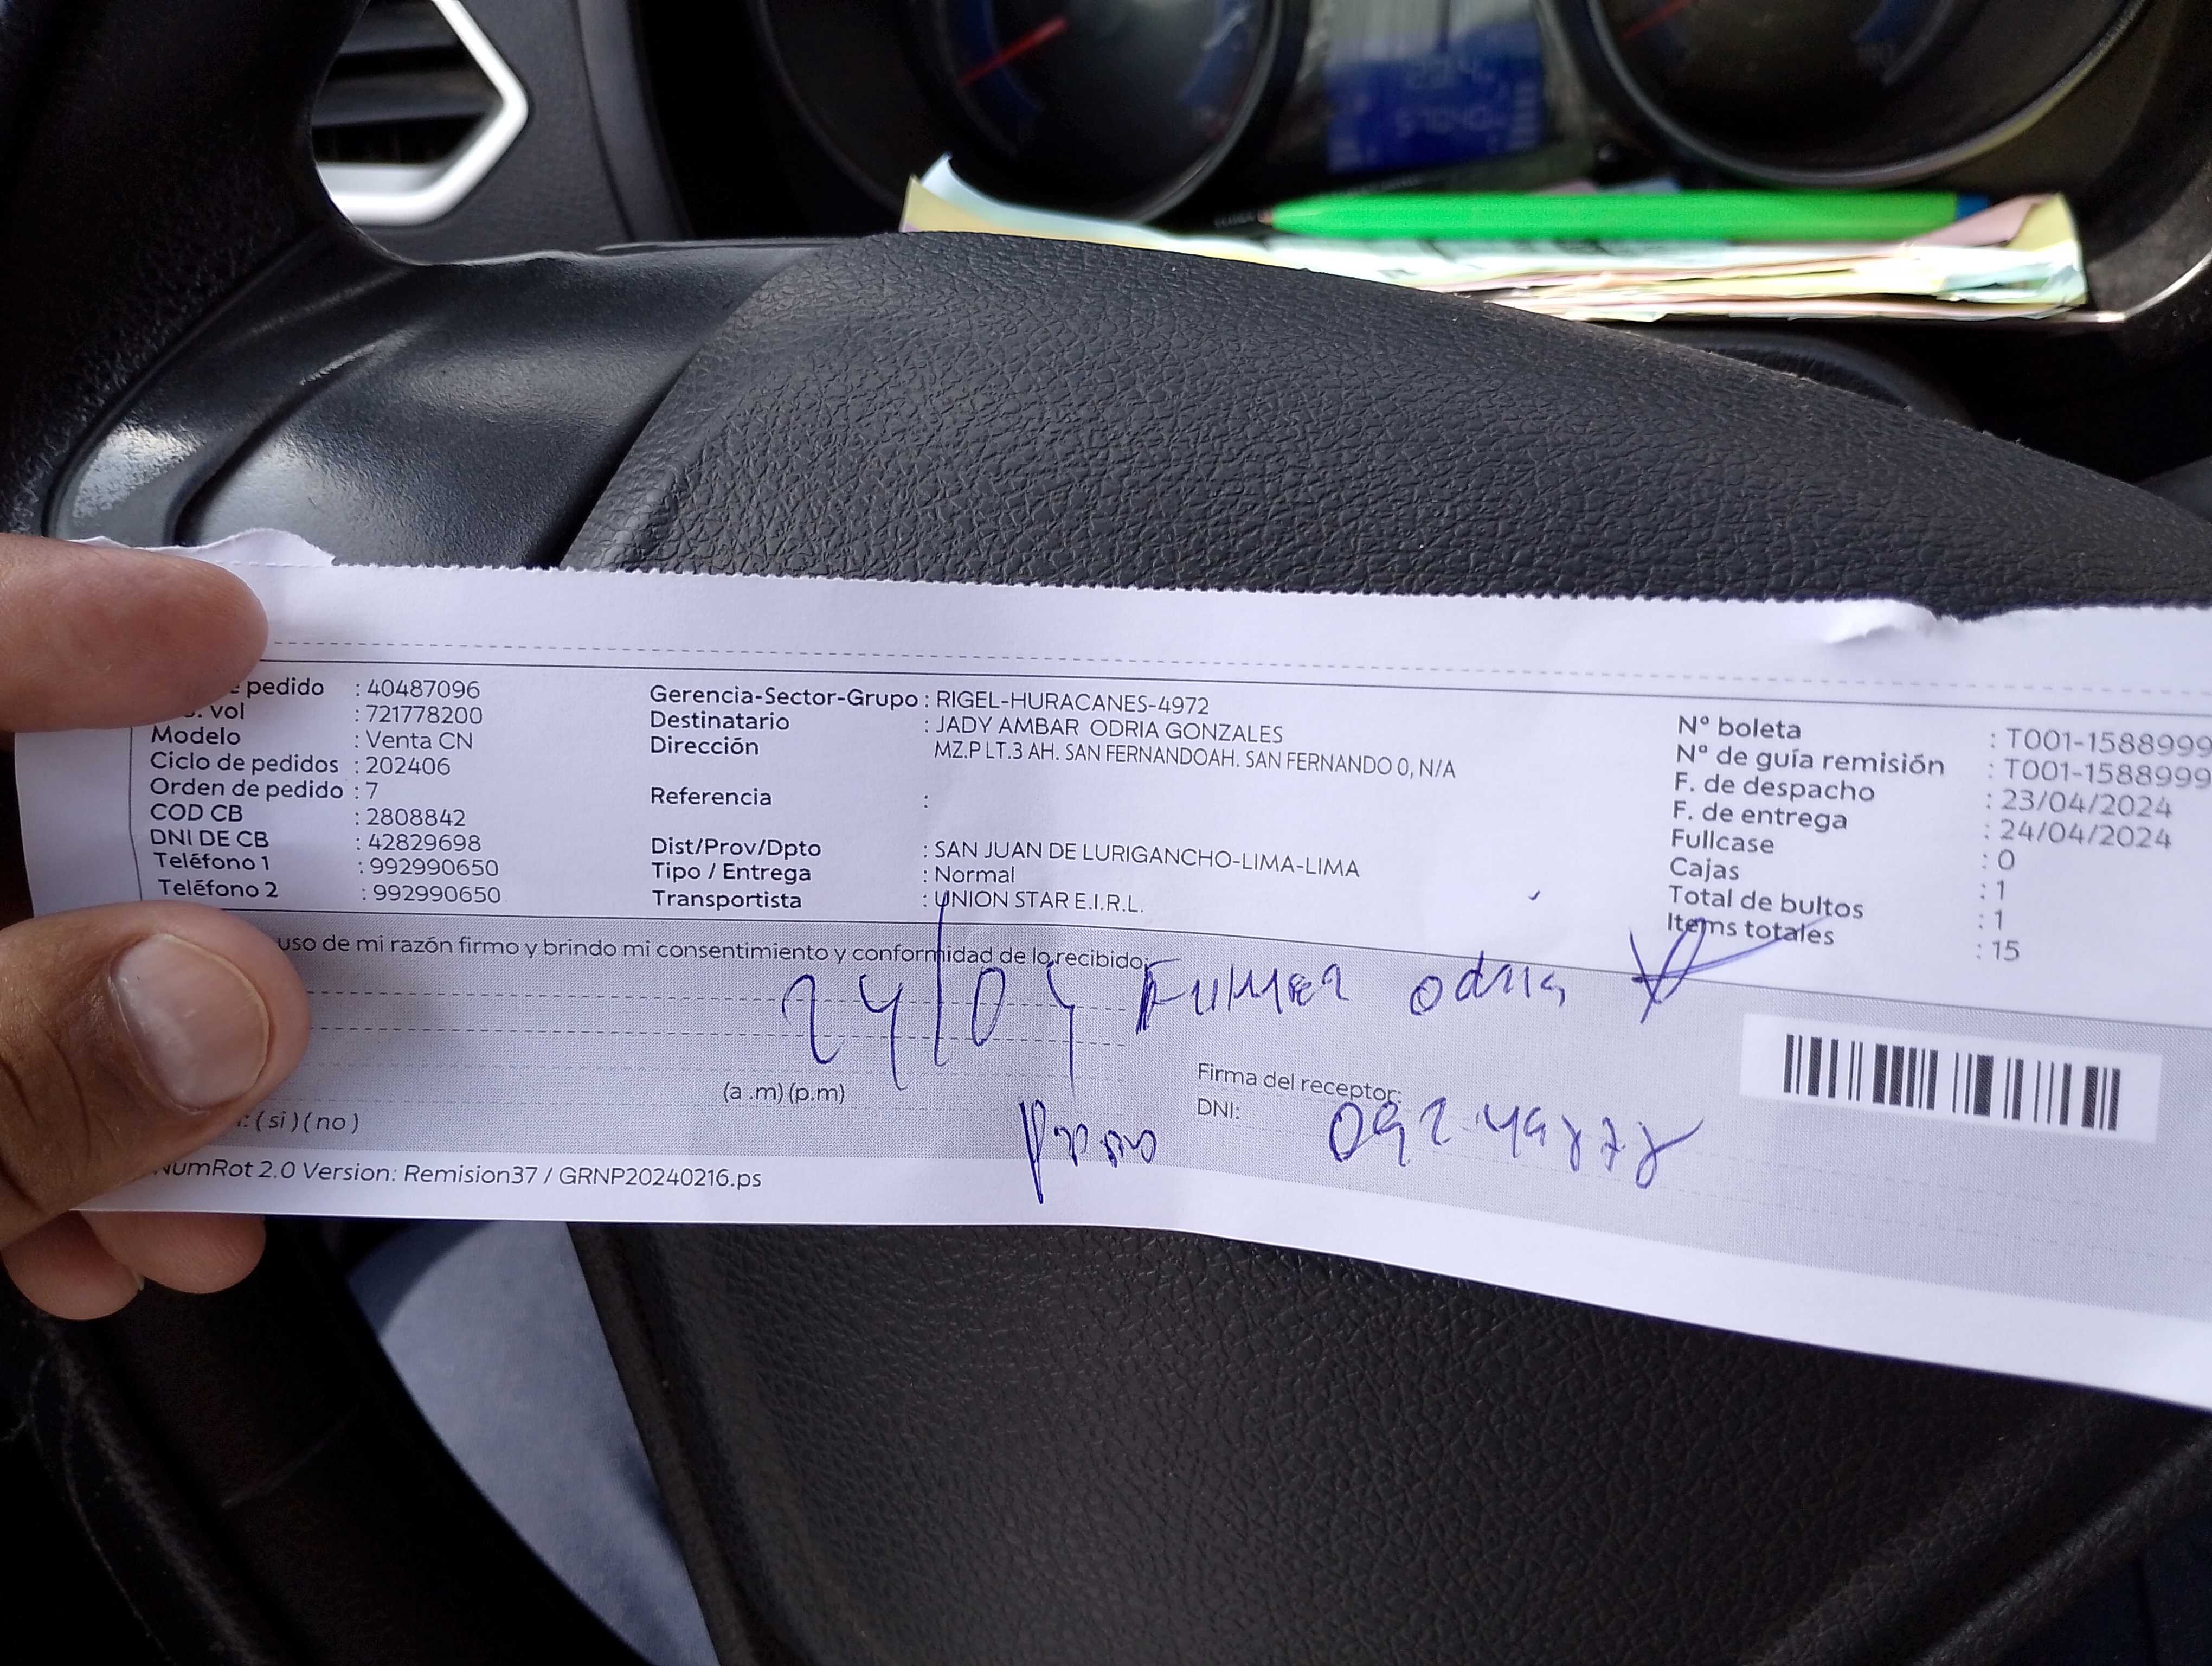 pedido : 40487096
vol : 721778200
Modelo : Venta CN
Ciclo de pedidos : 202406
Orden de pedido : 7
COD CB : 2808842
DNI DE CB : 42829698
Teléfono 1 : 992990650
Teléfono 2 : 992990650
Gerencia-Sector-Grupo : RIGEL-HURACANES-4972
Destinatario : JADY AMBAR ODRIA GONZALES
Dirección MZ.P LT.3 AH. SAN FERNANDOAH. SAN FERNANDO 0, N/A
Referencia :
Dist/Prov/Dpto : SAN JUAN DE LURIGANCHO-LIMA-LIMA
Tipo / Entrega : Normal
Transportista : UNION STAR E.I.R.L.
Nº boleta : T001-1588999
Nº de guía remisión : T001-1588999
F. de despacho : 23/04/2024
F. de entrega : 24/04/2024
Fullcase : 0
Cajas : 1
Total de bultos : 1
Items totales : 15
uso de mi razón firmo y brindo mi consentimiento y conformidad de lo recibido:
24/04 odria
(a .m) (p.m)
Firma del receptor:
DNI:
: ( si ) ( no )
NumRot 2.0 Version: Remision37 / GRNP20240216.ps